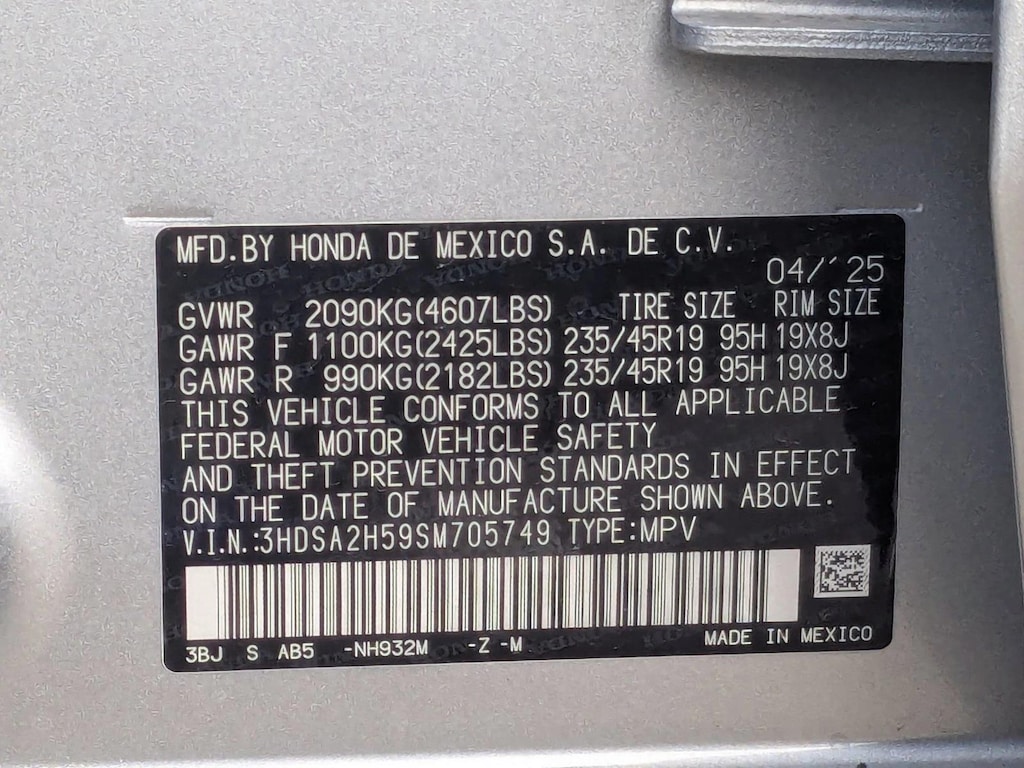 MFD.BY HONDA DE MEXICO S.A. DE C.V.
04/'25
GVWR 2090KG(4607LBS) TIRE SIZE RIM SIZE
GAWR F 1100KG(2425LBS) 235/45R19 95H 19X8J
GAWR R 990KG(2182LBS) 235/45R19 95H 19X8J
THIS VEHICLE CONFORMS TO ALL APPLICABLE
FEDERAL MOTOR VEHICLE SAFETY
AND THEFT PREVENTION STANDARDS IN EFFECT
ON THE DATE OF MANUFACTURE SHOWN ABOVE.
V.I.N.:3HDSA2H59SM705749 TYPE:MPV
3BJ S AB5 -NH932M -Z -M MADE IN MEXICO